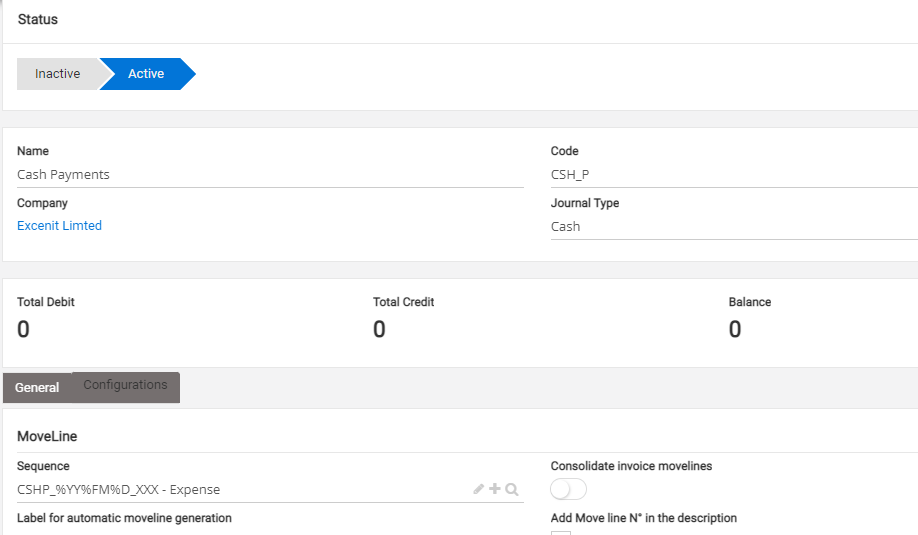 Status
Inactive Active
Name Code
Cash Payments CSH_P
Company Journal Type
Excenit Limted Cash
Total Debit Total Credit Balance
0 0 0
General Configurations
MoveLine
Sequence Consolidate invoice movelines
CSHP_%YY%FM%D_XXX - Expense
Label for automatic moveline generation Add Move line N° in the description